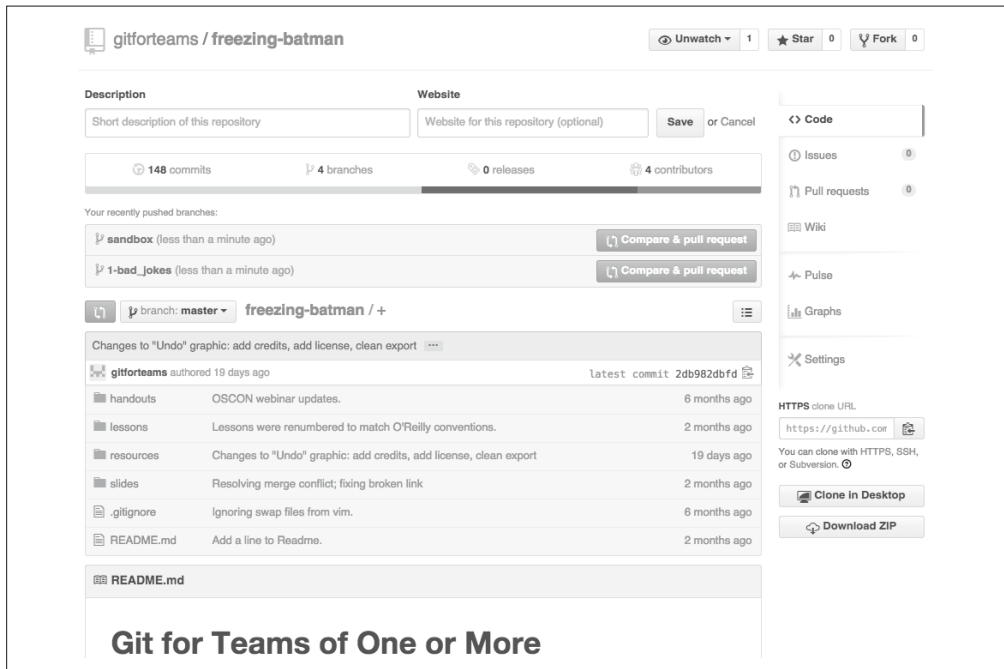 gitforteams / freezing-batman
Unwatch 1 Star 0 Fork 0
Description Website
Short description of this repository Website for this repository (optional) Save or Cancel
148 commits 4 branches 0 releases 4 contributors
Your recently pushed branches:
sandbox (less than a minute ago) Compare & pull request
1-bad_jokes (less than a minute ago) Compare & pull request
branch: master freezing-batman / +
Changes to "Undo" graphic: add credits, add license, clean export ...
gitforteams authored 19 days ago latest commit 2db982dbfd
handouts OSCON webinar updates. 6 months ago
lessons Lessons were renumbered to match O'Reilly conventions. 2 months ago
resources Changes to "Undo" graphic: add credits, add license, clean export 19 days ago
slides Resolving merge conflict; fixing broken link 2 months ago
.gitignore Ignoring swap files from vim. 6 months ago
README.md Add a line to Readme. 2 months ago
README.md
Git for Teams of One or More
<> Code
Issues 0
Pull requests 0
Wiki
Pulse
Graphs
Settings
HTTPS clone URL
https://github.com
You can clone with HTTPS, SSH,
or Subversion.
Clone in Desktop
Download ZIP